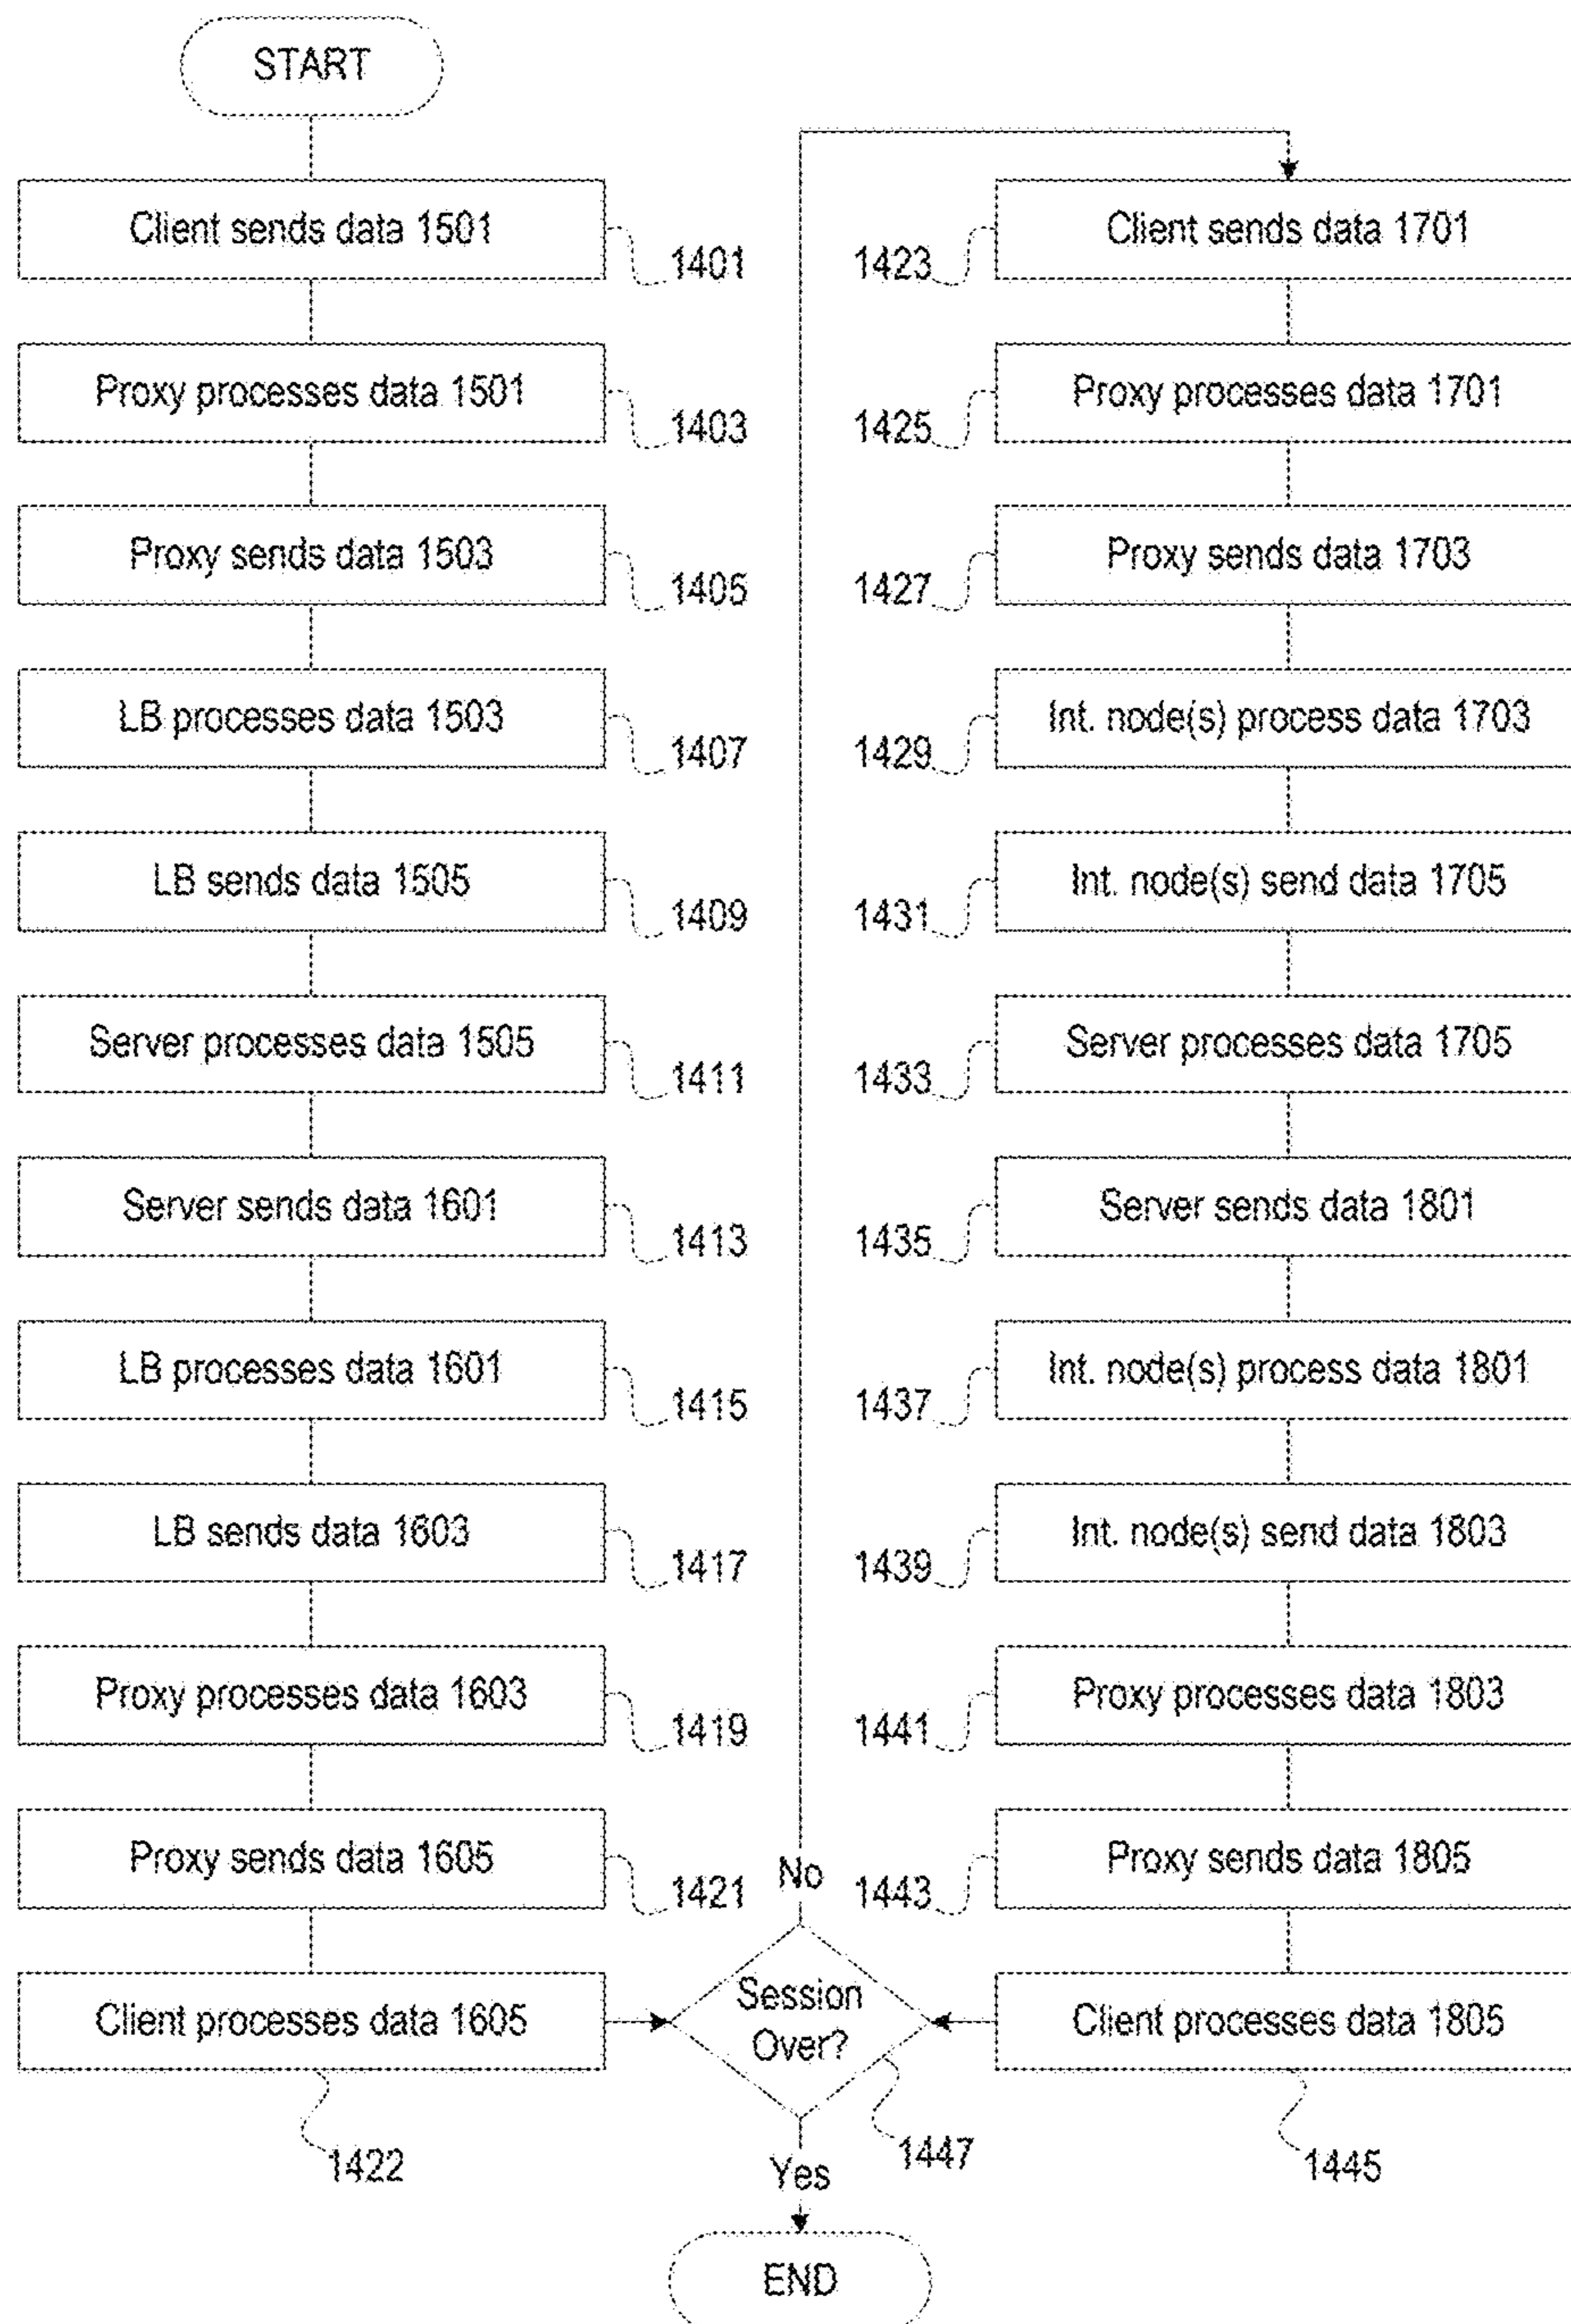 START
Client sends data 1501
1401
Proxy processes data 1501
1403
Proxy sends data 1503
1405
LB processes data 1503
1407
LB sends data 1505
1409
Server processes data 1505
1411
Server sends data 1601
1413
LB processes data 1601
1415
LB sends data 1603
1417
Proxy processes data 1603
1419
Proxy sends data 1605
1421
Client processes data 1605
1422
Client sends data 1701
1423
Proxy processes data 1701
1425
Proxy sends data 1703
1427
Int. node(s) process data 1703
1429
Int. node(s) send data 1705
1431
Server processes data 1705
1433
Server sends data 1801
1435
Int. node(s) process data 1801
1437
Int. node(s) send data 1803
1439
Proxy processes data 1803
1441
Proxy sends data 1805
1443
Client processes data 1805
1445
No
Session
Over?
1447
Yes
END